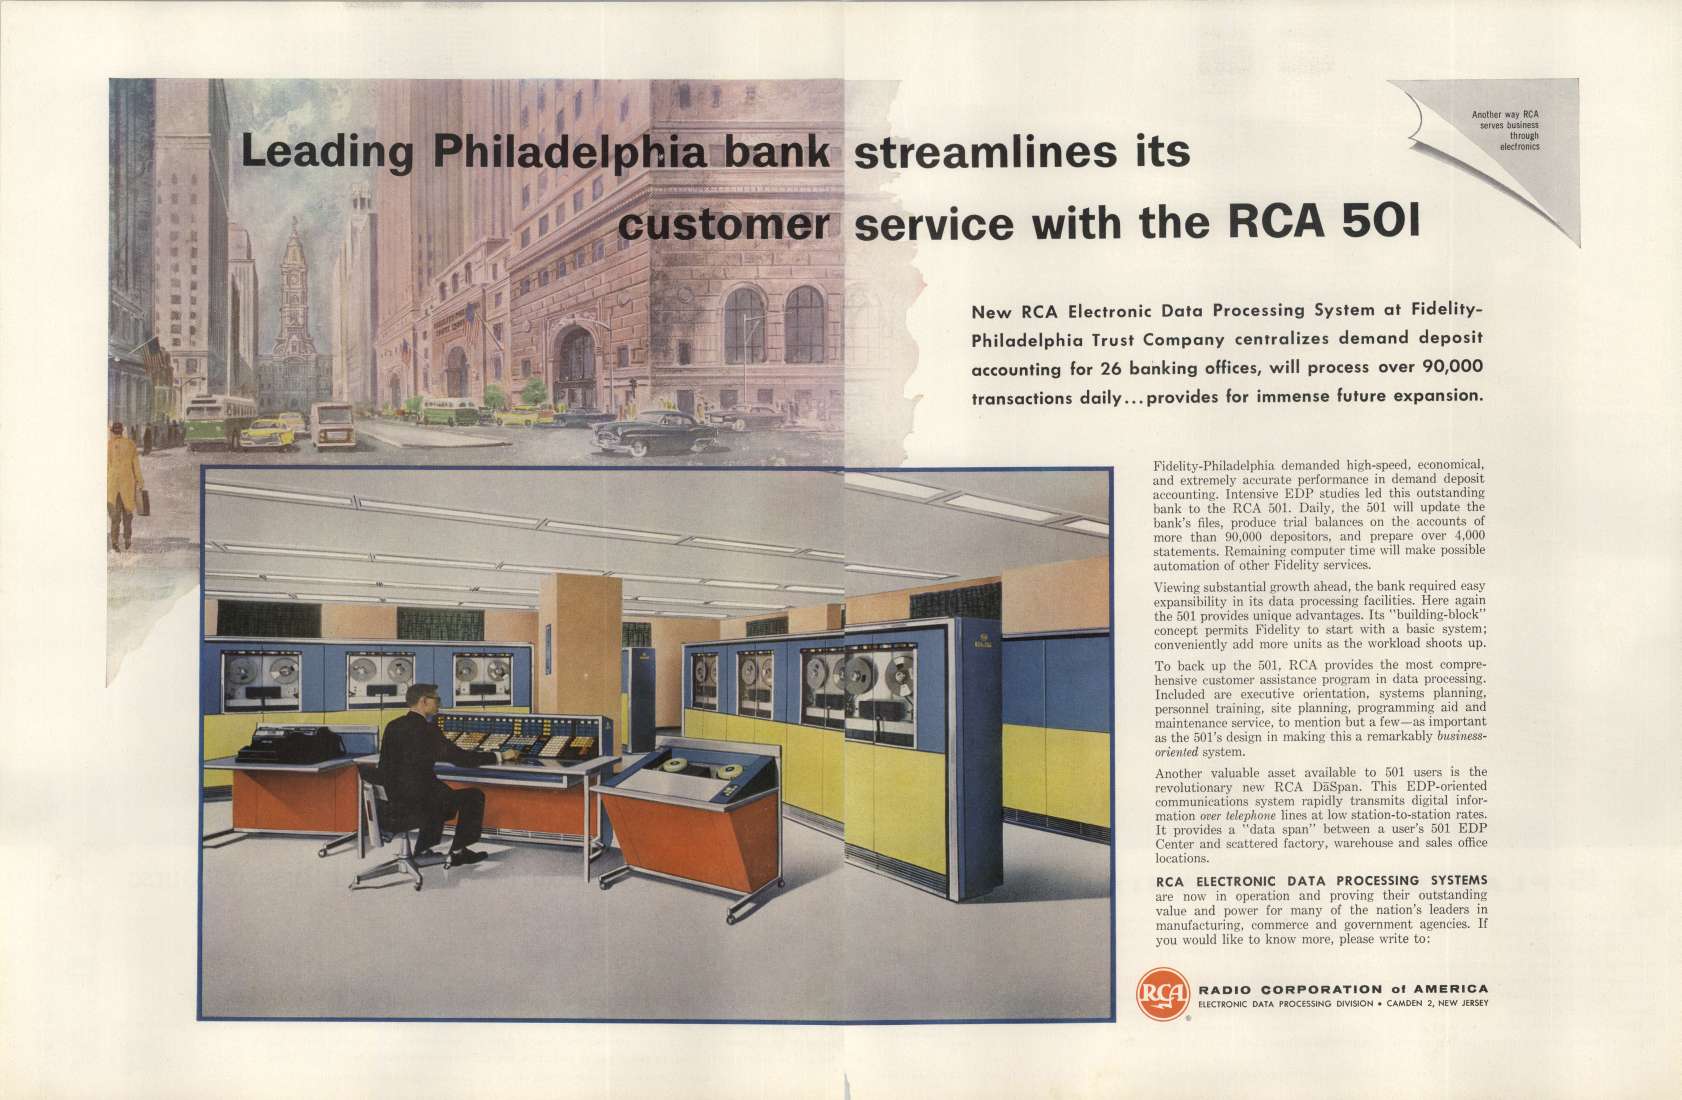 Leading Philadelphia bank streamlines its
customer service with the RCA 501
Another way RCA
serves business
through
electronics
New RCA Electronic Data Processing System at Fidelity-
Philadelphia Trust Company centralizes demand deposit
accounting for 26 banking offices, will process over 90,000
transactions daily...provides for immense future expansion.
Fidelity-Philadelphia demanded high-speed, economical,
and extremely accurate performance in demand deposit
accounting. Intensive EDP studies led this outstanding
bank to the RCA 501. Daily, the 501 will update the
bank's files, produce trial balances on the accounts of
more than 90,000 depositors, and prepare over 4,000
statements. Remaining computer time will make possible
automation of other Fidelity services.
Viewing substantial growth ahead, the bank required easy
expansibility in its data processing facilities. Here again
the 501 provides unique advantages. Its "building-block"
concept permits Fidelity to start with a basic system;
conveniently add more units as the workload shoots up.
To back up the 501, RCA provides the most compre-
hensive customer assistance program in data processing.
Included are executive orientation, systems planning,
personnel training, site planning, programming aid and
maintenance service, to mention but a few—as important
as the 501's design in making this a remarkably business-
oriented system.
Another valuable asset available to 501 users is the
revolutionary new RCA DāSpan. This EDP-oriented
communications system rapidly transmits digital infor-
mation over telephone lines at low station-to-station rates.
It provides a "data span" between a user's 501 EDP
Center and scattered factory, warehouse and sales office
locations.
RCA ELECTRONIC DATA PROCESSING SYSTEMS
are now in operation and proving their outstanding
value and power for many of the nation's leaders in
manufacturing, commerce and government agencies. If
you would like to know more, please write to:
RCA
®
RADIO CORPORATION of AMERICA
ELECTRONIC DATA PROCESSING DIVISION • CAMDEN 2, NEW JERSEY